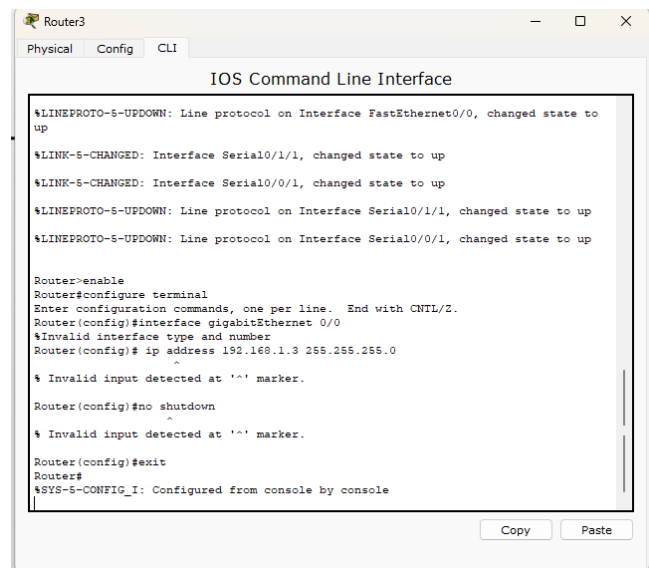 Router3
Physical Config CLI
IOS Command Line Interface
%LINEPROTO-5-UPDOWN: Line protocol on Interface FastEthernet0/0, changed state to
up
%LINK-5-CHANGED: Interface Serial0/1/1, changed state to up
%LINK-5-CHANGED: Interface Serial0/0/1, changed state to up
%LINEPROTO-5-UPDOWN: Line protocol on Interface Serial0/1/1, changed state to up
%LINEPROTO-5-UPDOWN: Line protocol on Interface Serial0/0/1, changed state to up
Router>enable
Router#configure terminal
Enter configuration commands, one per line.  End with CNTL/Z.
Router(config)#interface gigabitEthernet 0/0
%Invalid interface type and number
Router(config)# ip address 192.168.1.3 255.255.255.0
^
% Invalid input detected at '^' marker.
Router(config)#no shutdown
^
% Invalid input detected at '^' marker.
Router(config)#exit
Router#
%SYS-5-CONFIG_I: Configured from console by console
Copy Paste